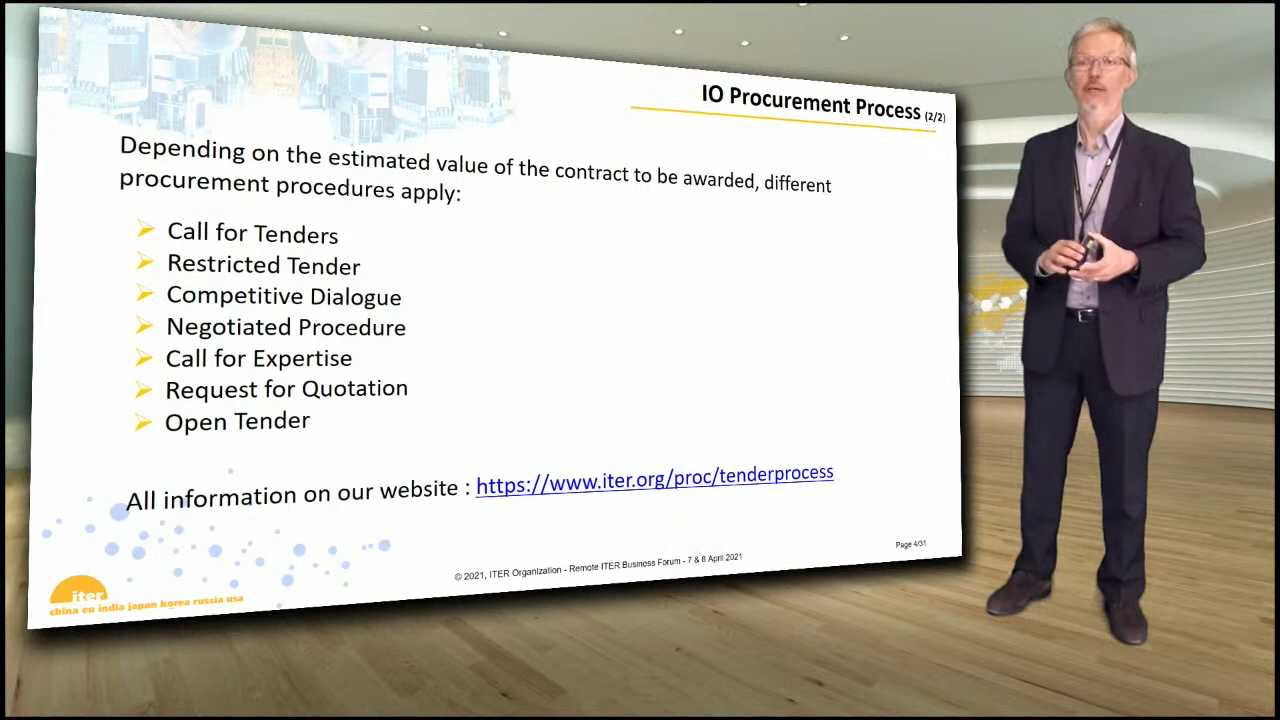 IO Procurement Process (2/2)
Depending on the estimated value of the contract to be awarded, different
procurement procedures apply:
Call for Tenders
Restricted Tender
Competitive Dialogue
Negotiated Procedure
Call for Expertise
Request for Quotation
Open Tender
All information on our website : https://www.iter.org/proc/tenderprocess
Page 4/31
© 2021, ITER Organization - Remote ITER Business Forum - 7 & 8 April 2021
iter
china eu india japan korea russia usa